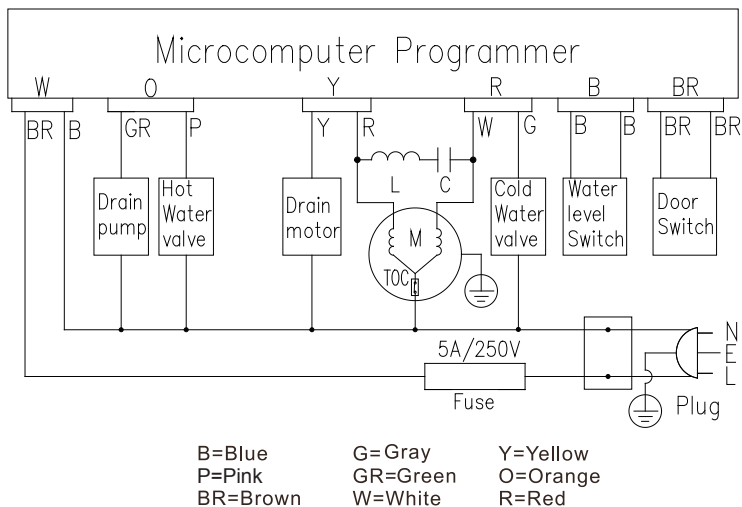 Microcomputer Programmer
W O Y R B BR
BR B GR P Y R W G B B BR BR
L C
Drain pump
Hot Water valve
Drain motor
M
TOC
Cold Water valve
Water level Switch
Door Switch
N
E
L
5A/250V
Fuse
Plug
B=Blue G=Gray Y=Yellow
P=Pink GR=Green O=Orange
BR=Brown W=White R=Red